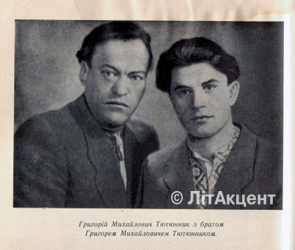 © ЛітАкцент
Григорій Михайлович Тютюнник з братом
Григором Михайловичем Тютюнником.